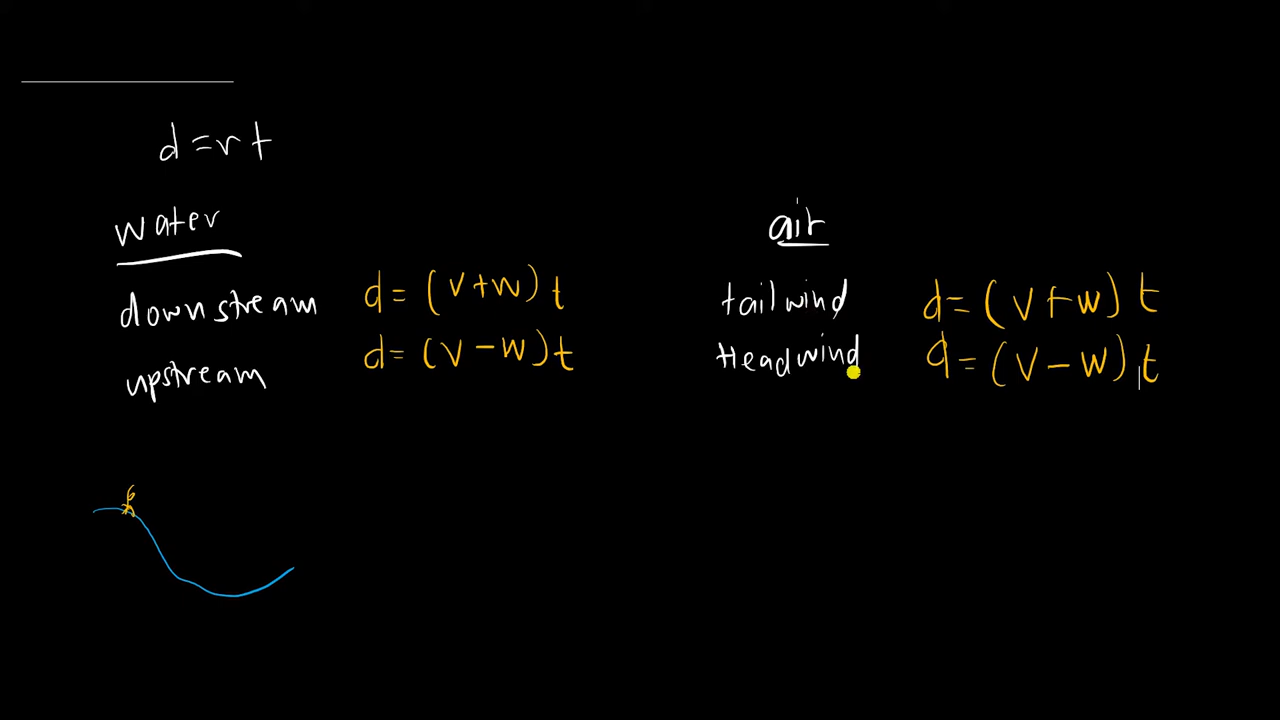 d = r t
water
downstream d = (v+w) t
upstream d = (v - w) t
air
tailwind d = (v + w) t
Headwind d = (v - w) t